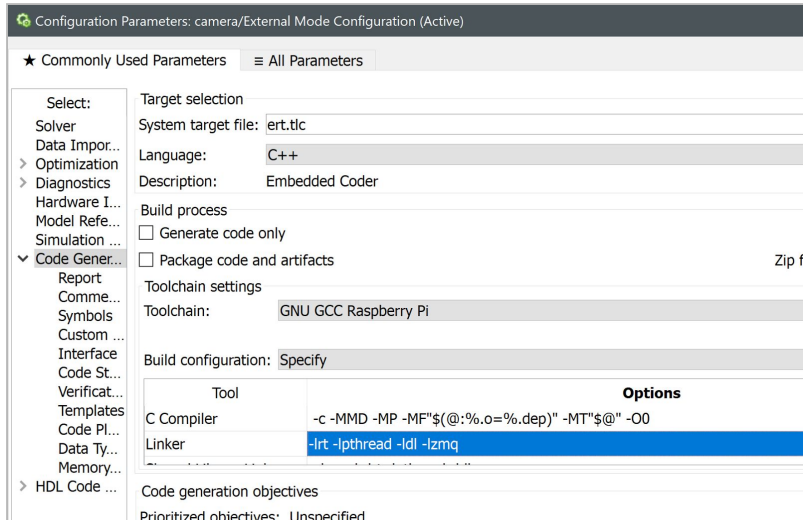 Configuration Parameters: camera/External Mode Configuration (Active)
★ Commonly Used Parameters ≡ All Parameters
Select:
Solver
Data Impor...
Optimization
Diagnostics
Hardware I...
Model Refe...
Simulation ...
Code Gener...
Report
Comme...
Symbols
Custom ...
Interface
Code St...
Verificat...
Templates
Code Pl...
Data Ty...
Memory...
HDL Code ...
Target selection
System target file: ert.tlc
Language: C++
Description: Embedded Coder
Build process
Generate code only
Package code and artifacts Zip f
Toolchain settings
Toolchain: GNU GCC Raspberry Pi
Build configuration: Specify
Tool Options
C Compiler -c -MMD -MP -MF"$(@:%.o=%.dep)" -MT"$@" -O0
Linker -lrt -lpthread -ldl -lzmq
Code generation objectives
Prioritized objectives: Unspecified